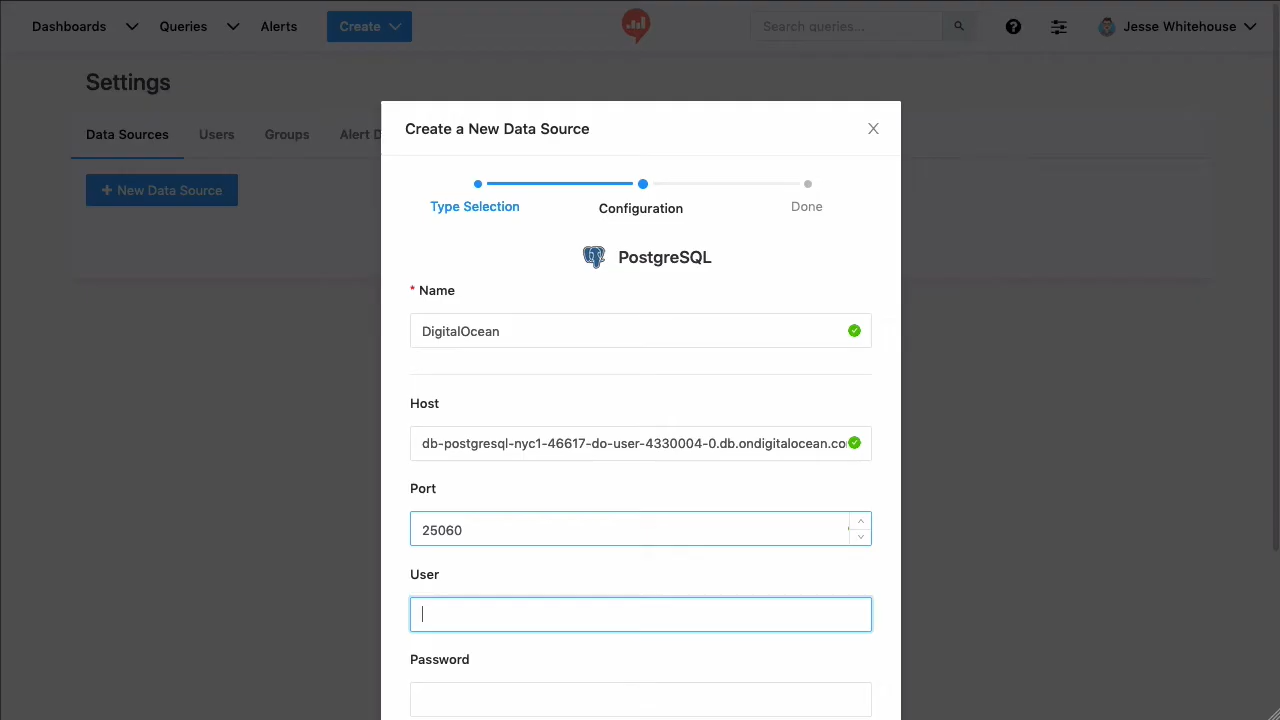 Dashboards Queries Alerts Create Search queries... Jesse Whitehouse
Settings
Data Sources Users Groups Alert D
New Data Source
Create a New Data Source
Type Selection Configuration Done
PostgreSQL
* Name
DigitalOcean
Host
db-postgresql-nyc1-46617-do-user-4330004-0.db.ondigitalocean.co
Port
25060
User
Password